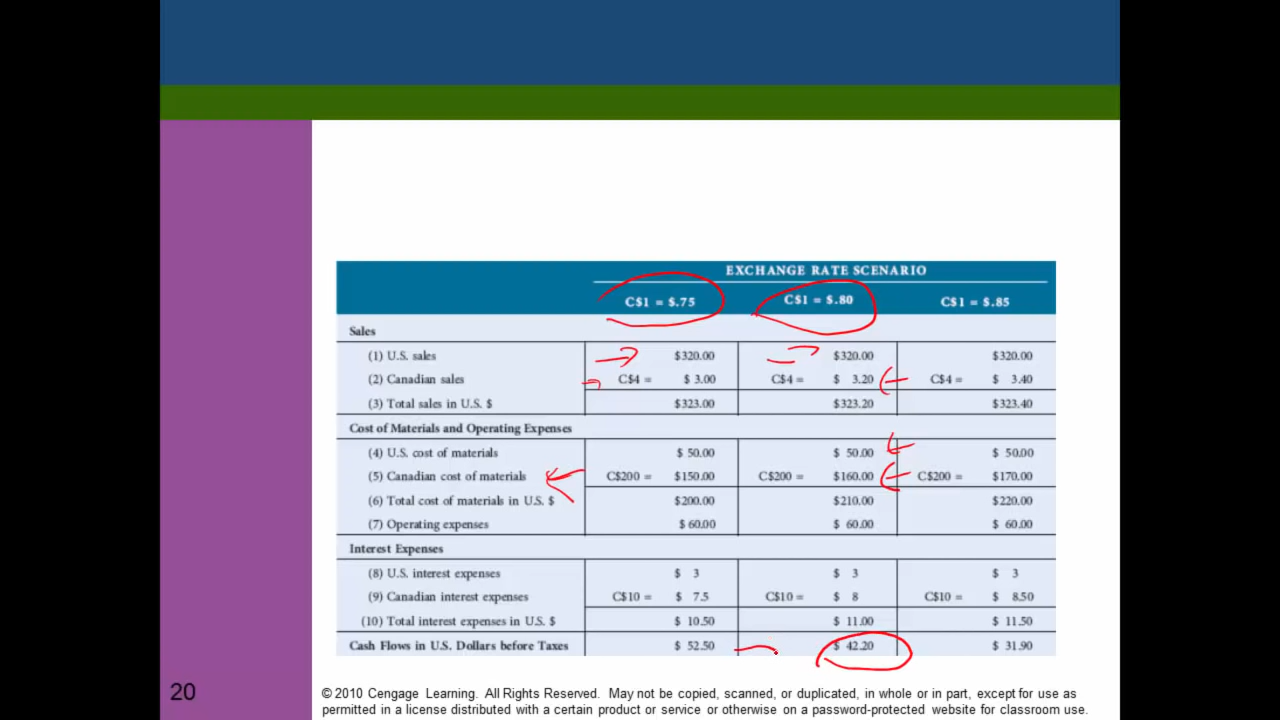 EXCHANGE RATE SCENARIO
C$1 = $.75 C$1 = $.80 C$1 = $.85
Sales
(1) U.S. sales $320.00 $320.00 $320.00
(2) Canadian sales C$4 = $ 3.00 C$4 = $ 3.20 C$4 = $ 3.40
(3) Total sales in U.S. $ $323.00 $323.20 $323.40
Cost of Materials and Operating Expenses
(4) U.S. cost of materials $ 50.00 $ 50.00 $ 50.00
(5) Canadian cost of materials C$200 = $150.00 C$200 = $160.00 C$200 = $170.00
(6) Total cost of materials in U.S. $ $200.00 $210.00 $220.00
(7) Operating expenses $ 60.00 $ 60.00 $ 60.00
Interest Expenses
(8) U.S. interest expenses $ 3 $ 3 $ 3
(9) Canadian interest expenses C$10 = $ 7.5 C$10 = $ 8 C$10 = $ 8.50
(10) Total interest expenses in U.S. $ $ 10.50 $ 11.00 $ 11.50
Cash Flows in U.S. Dollars before Taxes $ 52.50 $ 42.20 $ 31.90
20
© 2010 Cengage Learning. All Rights Reserved. May not be copied, scanned, or duplicated, in whole or in part, except for use as
permitted in a license distributed with a certain product or service or otherwise on a password-protected website for classroom use.